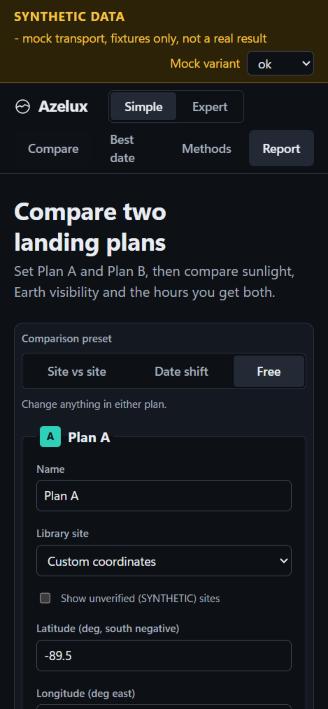 SYNTHETIC DATA
- mock transport, fixtures only, not a real result
Mock variant ok
Azelux Simple Expert
Compare Best date Methods Report
Compare two
landing plans
Set Plan A and Plan B, then compare sunlight,
Earth visibility and the hours you get both.
Comparison preset
Site vs site Date shift Free
Change anything in either plan.
A Plan A
Name
Plan A
Library site
Custom coordinates
Show unverified (SYNTHETIC) sites
Latitude (deg, south negative)
-89.5
Longitude (deg east)